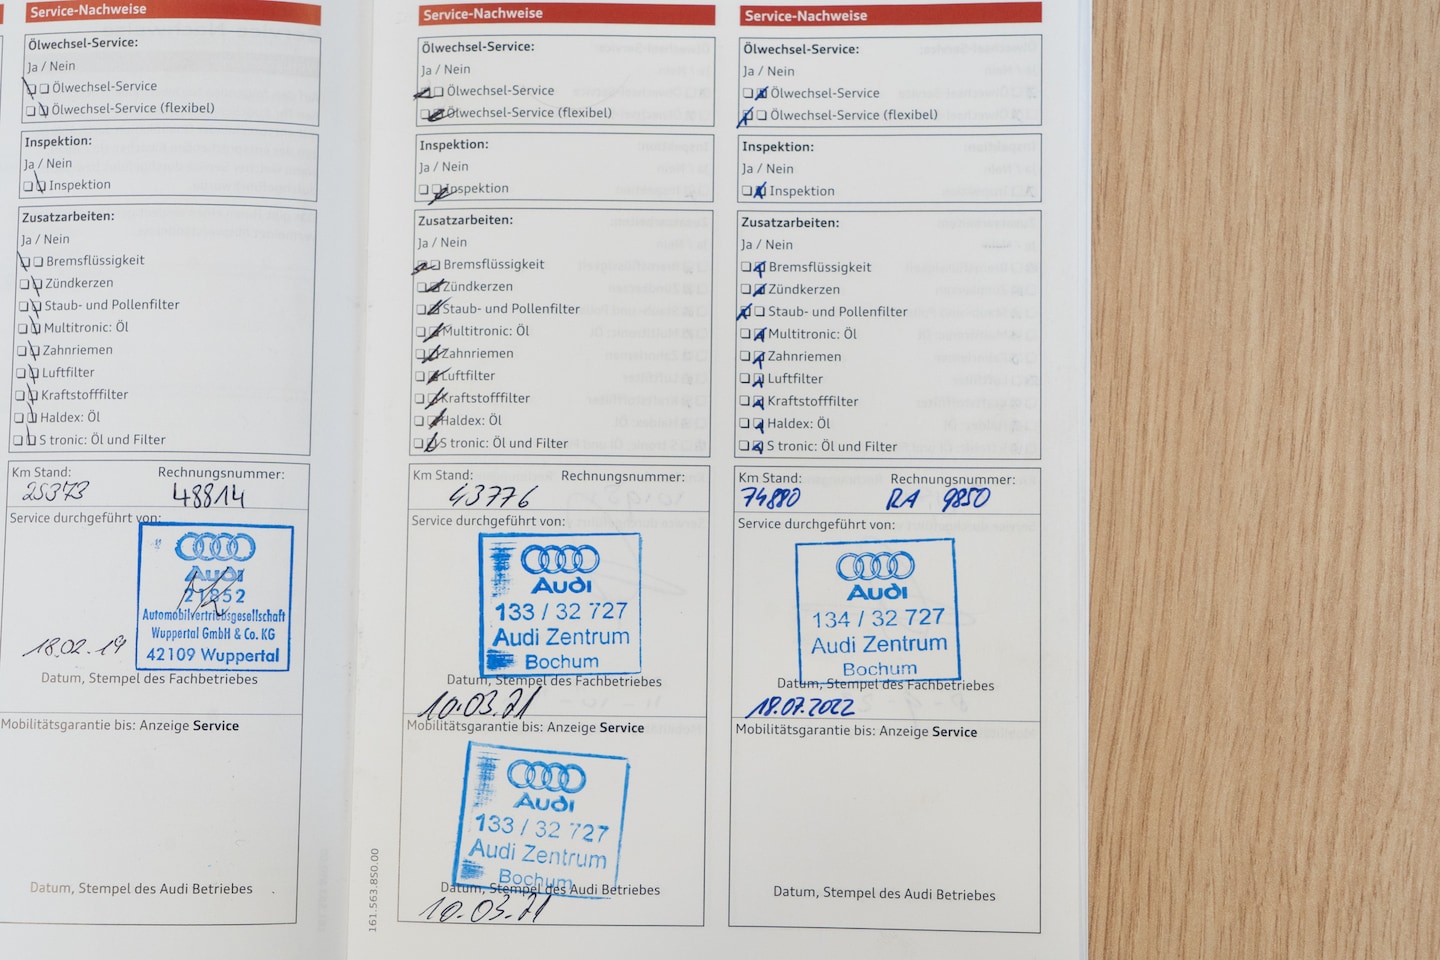 Service-Nachweise
Ölwechsel-Service:
Ja / Nein
Ölwechsel-Service
Ölwechsel-Service (flexibel)
Inspektion:
Ja / Nein
Inspektion
Zusatzarbeiten:
Ja / Nein
Bremsflüssigkeit
Zündkerzen
Staub- und Pollenfilter
Multitronic: Öl
Zahnriemen
Luftfilter
Kraftstofffilter
Haldex: Öl
S tronic: Öl und Filter
Km Stand: Rechnungsnummer:
25373 48814
Service durchgeführt von:
Audi
21852
Automobilvertriebsgesellschaft
Wuppertal GmbH & Co. KG
42109 Wuppertal
18.02.19
Datum, Stempel des Fachbetriebes
Mobilitätsgarantie bis: Anzeige Service
Datum, Stempel des Audi Betriebes
161.563.850.00
Service-Nachweise
Ölwechsel-Service:
Ja / Nein
Ölwechsel-Service
Ölwechsel-Service (flexibel)
Inspektion:
Ja / Nein
Inspektion
Zusatzarbeiten:
Ja / Nein
Bremsflüssigkeit
Zündkerzen
Staub- und Pollenfilter
Multitronic: Öl
Zahnriemen
Luftfilter
Kraftstofffilter
Haldex: Öl
S tronic: Öl und Filter
Km Stand: Rechnungsnummer:
43776
Service durchgeführt von:
Audi
133 / 32 727
Audi Zentrum
Bochum
Datum, Stempel des Fachbetriebes
10.03.21
Mobilitätsgarantie bis: Anzeige Service
Audi
133 / 32 727
Audi Zentrum
Bochum
Datum, Stempel des Audi Betriebes
10.03.21
Service-Nachweise
Ölwechsel-Service:
Ja / Nein
Ölwechsel-Service
Ölwechsel-Service (flexibel)
Inspektion:
Ja / Nein
Inspektion
Zusatzarbeiten:
Ja / Nein
Bremsflüssigkeit
Zündkerzen
Staub- und Pollenfilter
Multitronic: Öl
Zahnriemen
Luftfilter
Kraftstofffilter
Haldex: Öl
S tronic: Öl und Filter
Km Stand: Rechnungsnummer:
74880 RA 9850
Service durchgeführt von:
Audi
134 / 32 727
Audi Zentrum
Bochum
Datum, Stempel des Fachbetriebes
18.07.2022
Mobilitätsgarantie bis: Anzeige Service
Datum, Stempel des Audi Betriebes